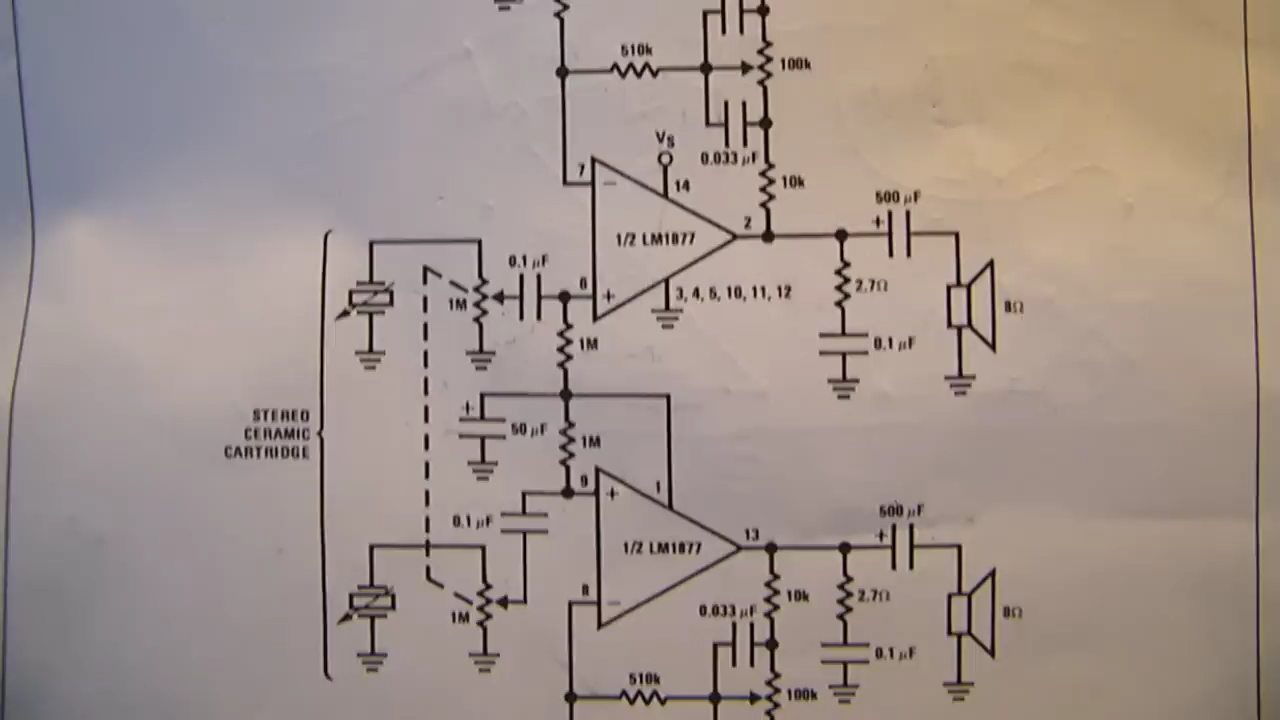 510k
100k
0.033 µF
VS
7
14
10k
500 µF
+
2
1/2 LM1877
0.1 µF
6
+
3, 4, 5, 10, 11, 12
2.7Ω
1M
8Ω
1M
0.1 µF
+
50 µF
1M
STEREO
CERAMIC
CARTRIDGE
9
1
+
0.1 µF
500 µF
+
13
1/2 LM1877
8
10k
2.7Ω
0.033 µF
1M
8Ω
0.1 µF
510k
100k